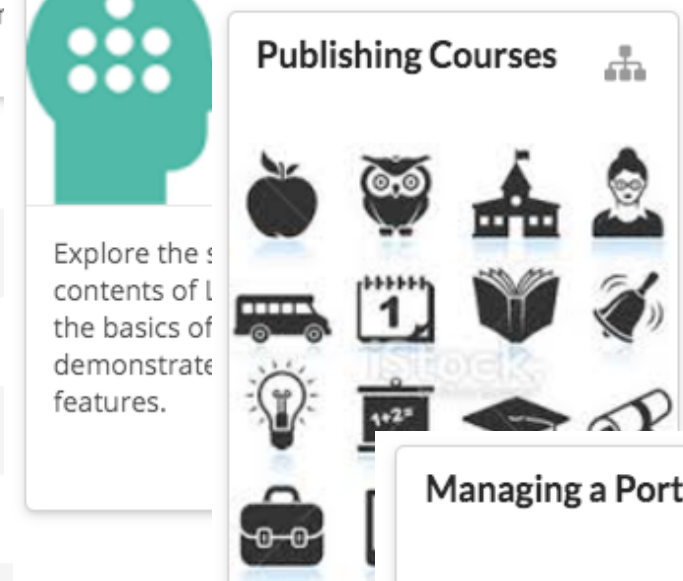 Publishing Courses
Explore the s
contents of L
the basics of
demonstrate
features.
1
iStock
1+2=
Managing a Port